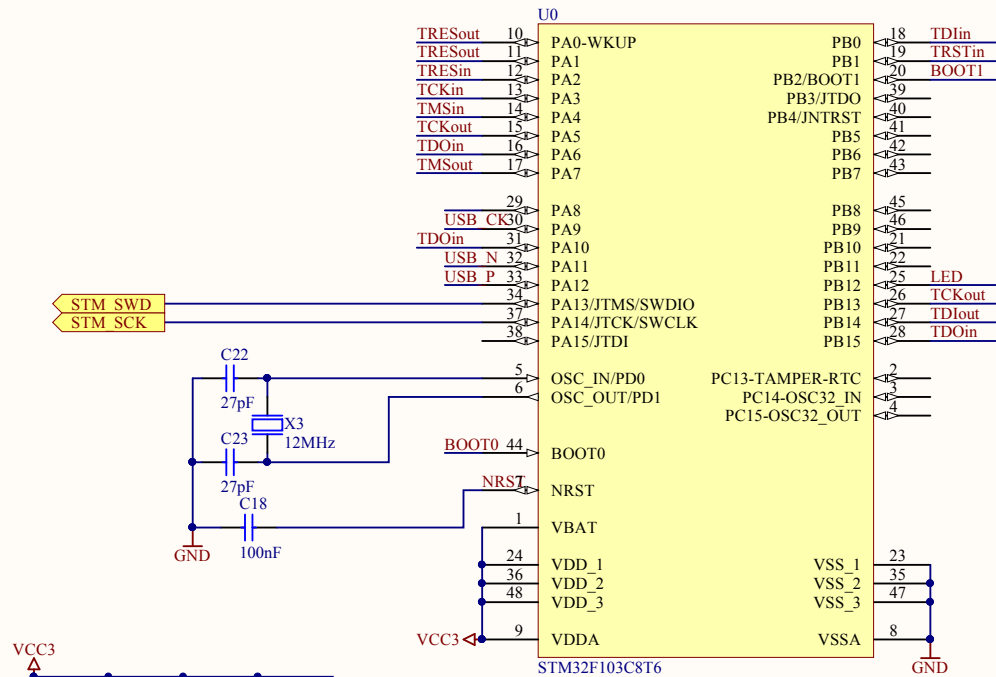 U0
TRESout 10 PA0-WKUP PB0 18 TDIin
TRESout 11 PA1 PB1 19 TRSTin
TRESin 12 PA2 PB2/BOOT1 20 BOOT1
TCKin 13 PA3 PB3/JTDO 39
TMSin 14 PA4 PB4/JNTRST 40
TCKout 15 PA5 PB5 41
TDOin 16 PA6 PB6 42
TMSout 17 PA7 PB7 43
29 PA8 PB8 45
USB_CK 30 PA9 PB9 46
TDOin 31 PA10 PB10 21
USB_N 32 PA11 PB11 22
USB_P 33 PA12 PB12 25 LED
STM_SWD 34 PA13/JTMS/SWDIO PB13 26 TCKout
STM_SCK 37 PA14/JTCK/SWCLK PB14 27 TDIout
38 PA15/JTDI PB15 28 TDOin
C22
27pF
5 OSC_IN/PD0 PC13-TAMPER-RTC 2
6 OSC_OUT/PD1 PC14-OSC32_IN 3
PC15-OSC32_OUT 4
X3
12MHz
C23
27pF
BOOT0 44 BOOT0
NRST 7 NRST
C18
100nF
GND
1 VBAT
24 VDD_1 VSS_1 23
36 VDD_2 VSS_2 35
48 VDD_3 VSS_3 47
VCC3 9 VDDA VSSA 8
GND
STM32F103C8T6
VCC3